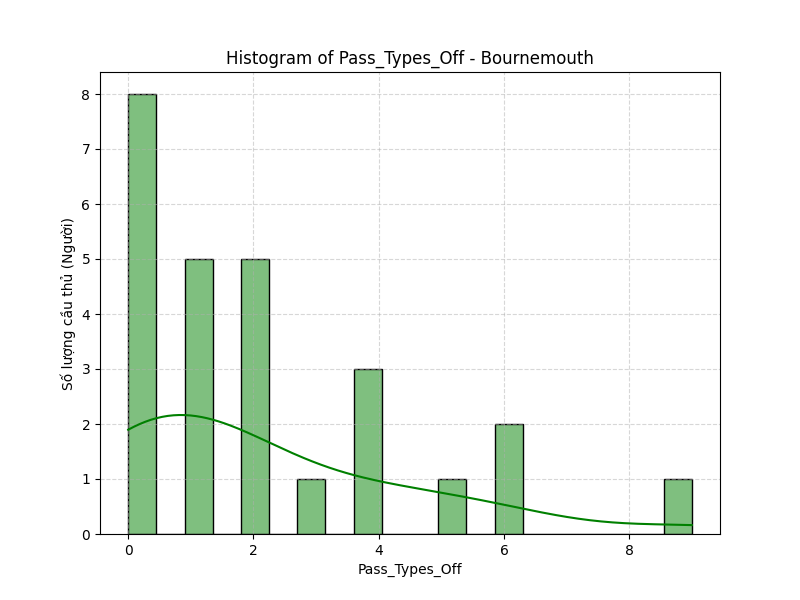 Histogram of Pass_Types_Off - Bournemouth
8
7
6
5
4
3
2
1
0
Số lượng cầu thủ (Người)
0 2 4 6 8
Pass_Types_Off